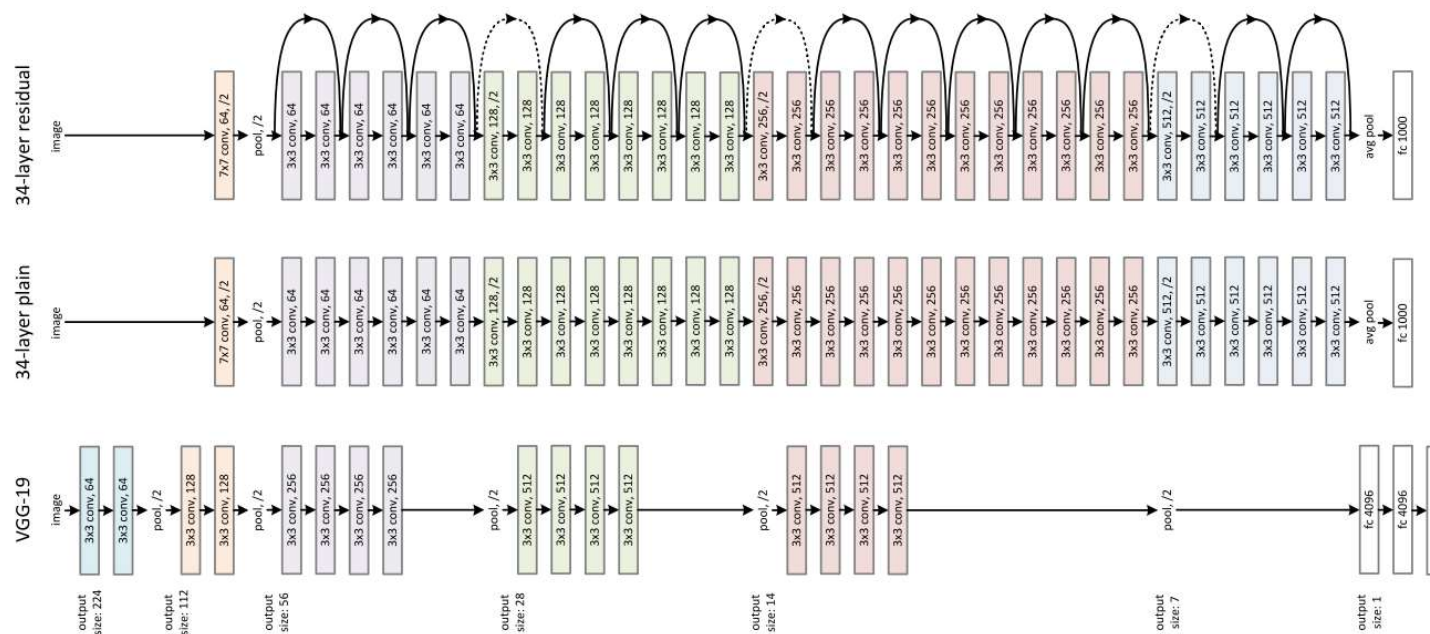 34-layer residual
image
7x7 conv, 64, /2
pool, /2
3x3 conv, 64
3x3 conv, 64
3x3 conv, 64
3x3 conv, 64
3x3 conv, 64
3x3 conv, 64
3x3 conv, 128, /2
3x3 conv, 128
3x3 conv, 128
3x3 conv, 128
3x3 conv, 128
3x3 conv, 128
3x3 conv, 128
3x3 conv, 128
3x3 conv, 256, /2
3x3 conv, 256
3x3 conv, 256
3x3 conv, 256
3x3 conv, 256
3x3 conv, 256
3x3 conv, 256
3x3 conv, 256
3x3 conv, 256
3x3 conv, 256
3x3 conv, 256
3x3 conv, 256
3x3 conv, 512, /2
3x3 conv, 512
3x3 conv, 512
3x3 conv, 512
3x3 conv, 512
3x3 conv, 512
avg pool
fc 1000
34-layer plain
image
7x7 conv, 64, /2
pool, /2
3x3 conv, 64
3x3 conv, 64
3x3 conv, 64
3x3 conv, 64
3x3 conv, 64
3x3 conv, 64
3x3 conv, 128, /2
3x3 conv, 128
3x3 conv, 128
3x3 conv, 128
3x3 conv, 128
3x3 conv, 128
3x3 conv, 128
3x3 conv, 128
3x3 conv, 256, /2
3x3 conv, 256
3x3 conv, 256
3x3 conv, 256
3x3 conv, 256
3x3 conv, 256
3x3 conv, 256
3x3 conv, 256
3x3 conv, 256
3x3 conv, 256
3x3 conv, 256
3x3 conv, 256
3x3 conv, 512, /2
3x3 conv, 512
3x3 conv, 512
3x3 conv, 512
3x3 conv, 512
3x3 conv, 512
avg pool
fc 1000
VGG-19
image
3x3 conv, 64
3x3 conv, 64
pool, /2
3x3 conv, 128
3x3 conv, 128
pool, /2
3x3 conv, 256
3x3 conv, 256
3x3 conv, 256
3x3 conv, 256
pool, /2
3x3 conv, 512
3x3 conv, 512
3x3 conv, 512
3x3 conv, 512
pool, /2
3x3 conv, 512
3x3 conv, 512
3x3 conv, 512
3x3 conv, 512
pool, /2
fc 4096
fc 4096
output
size: 224
output
size: 112
output
size: 56
output
size: 28
output
size: 14
output
size: 7
output
size: 1